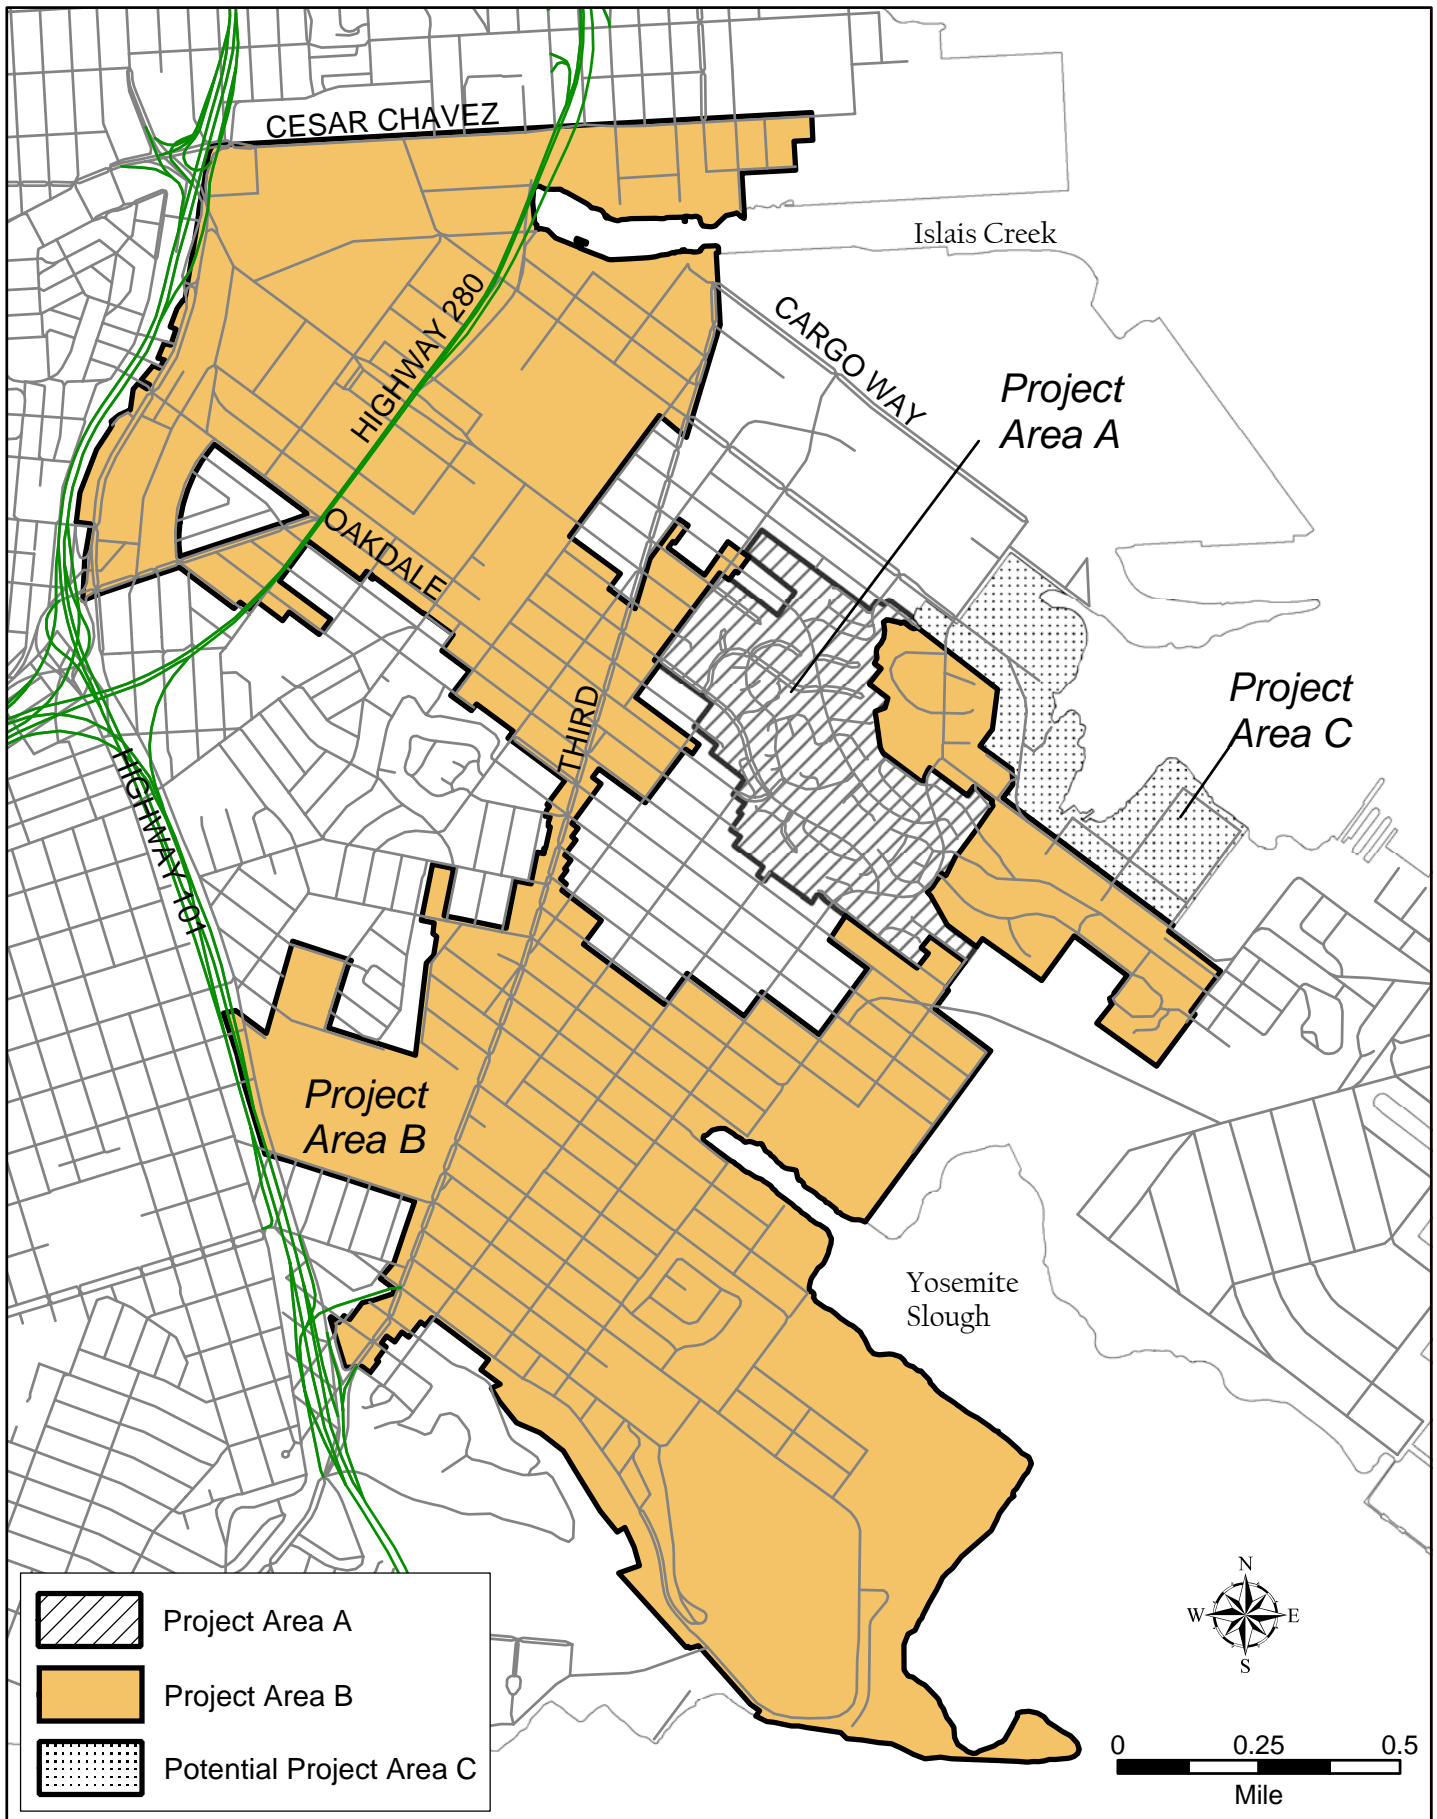 CESAR CHAVEZ
Islais Creek
HIGHWAY 280
CARGO WAY
Project
Area A
OAKDALE
THIRD
Project
Area C
HIGHWAY 101
Project
Area B
Yosemite
Slough
N
W
E
S
Project Area A
Project Area B
Potential Project Area C
0 0.25 0.5
Mile